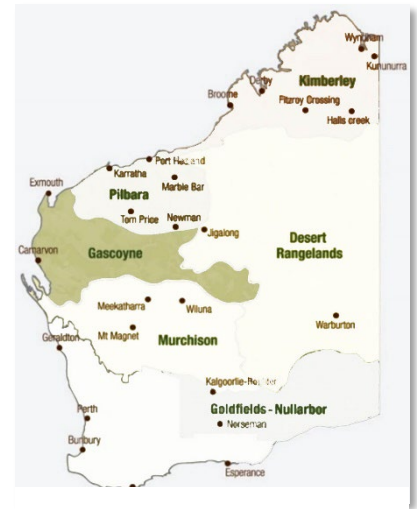 Wyndham
Kununurra
Kimberley
Derby
Broome
Fitzroy Crossing
Halls creek
Port Hedland
Karratha
Exmouth
Marble Bar
Pilbara
Tom Price
Newman
Jigalong
Desert
Rangelands
Carnarvon
Gascoyne
Meekatharra
Wiluna
Warburton
Mt Magnet
Murchison
Geraldton
Kalgoorlie-Boulder
Goldfields - Nullarbor
Perth
Norseman
Bunbury
Esperance